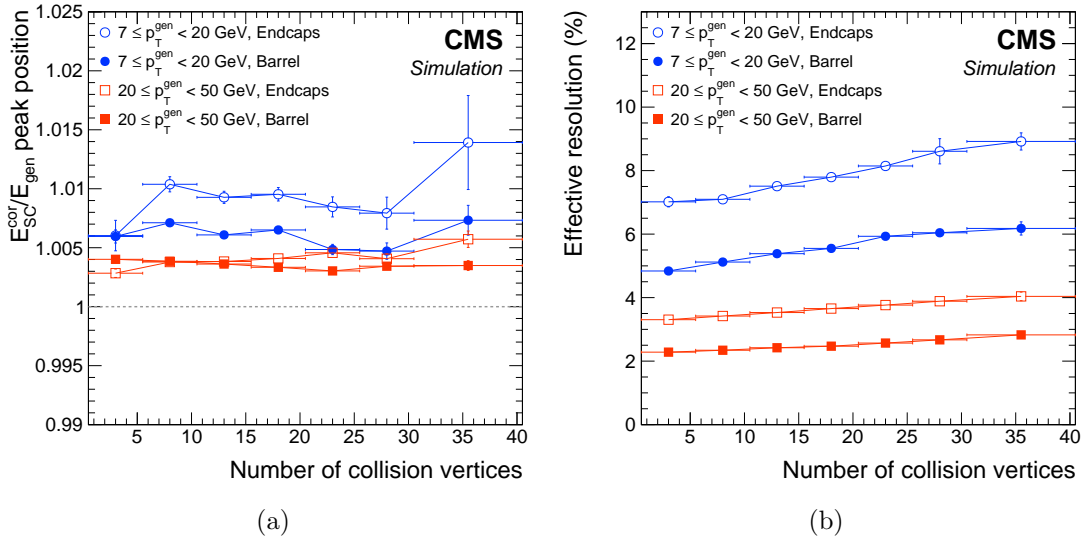 CMS
Simulation
7 ≤ p_T^gen < 20 GeV, Endcaps
7 ≤ p_T^gen < 20 GeV, Barrel
20 ≤ p_T^gen < 50 GeV, Endcaps
20 ≤ p_T^gen < 50 GeV, Barrel
E_SC^cor/E_gen peak position
1.025
1.02
1.015
1.01
1.005
1
0.995
0.99
5 10 15 20 25 30 35 40
Number of collision vertices
(a)
CMS
Simulation
7 ≤ p_T^gen < 20 GeV, Endcaps
7 ≤ p_T^gen < 20 GeV, Barrel
20 ≤ p_T^gen < 50 GeV, Endcaps
20 ≤ p_T^gen < 50 GeV, Barrel
Effective resolution (%)
12
10
8
6
4
2
0
5 10 15 20 25 30 35 40
Number of collision vertices
(b)